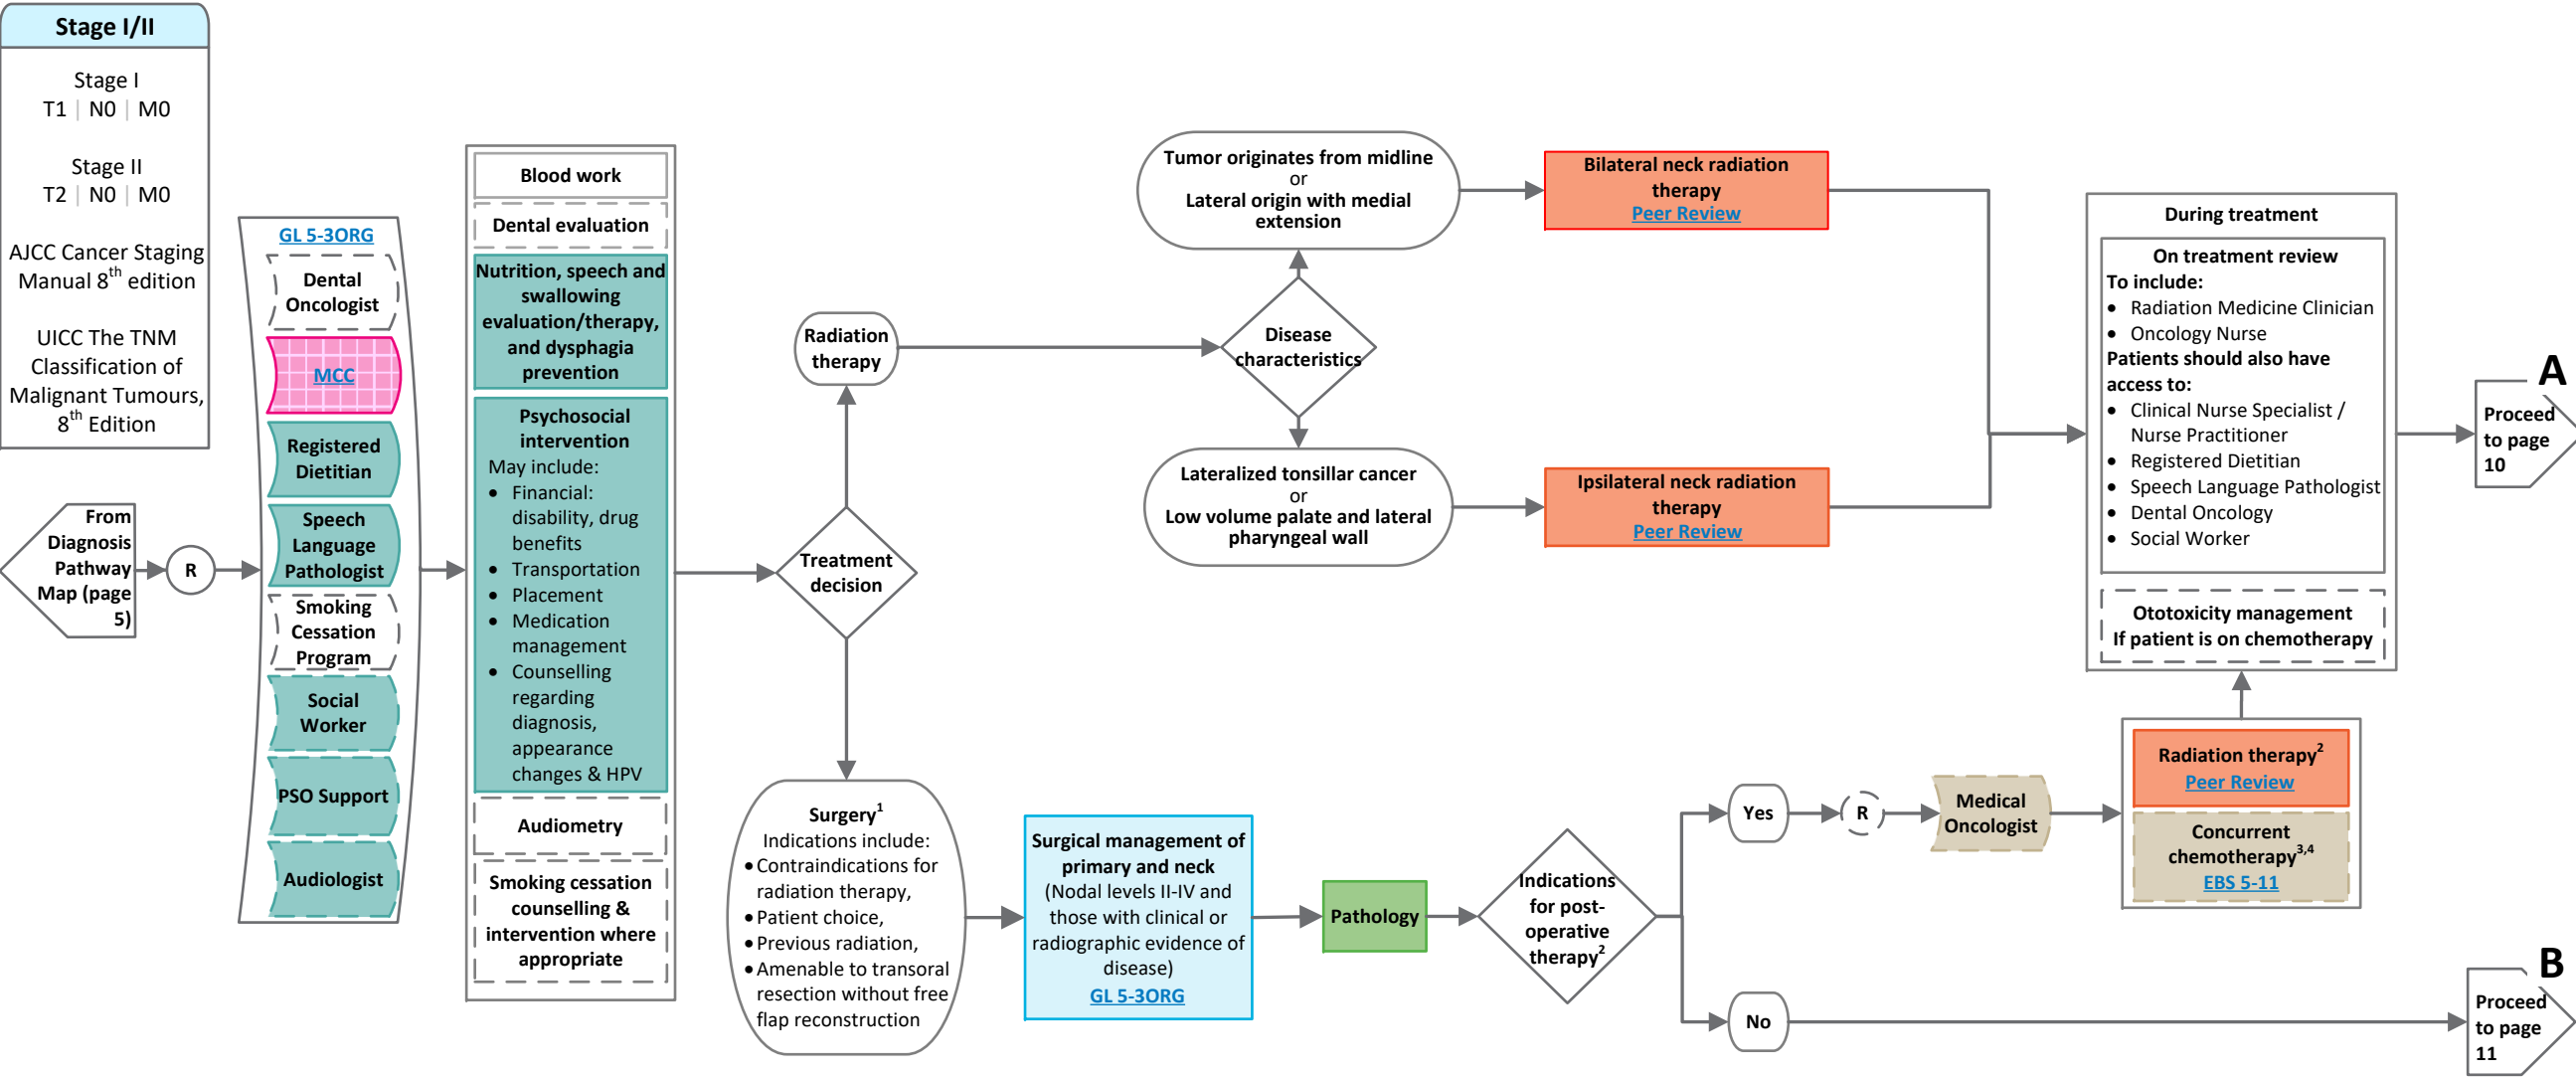 Stage I/II
Stage I
T1 | N0 | M0
Stage II
T2 | N0 | M0
AJCC Cancer Staging
Manual 8th edition
UICC The TNM
Classification of
Malignant Tumours,
8th Edition
From
Diagnosis
Pathway
Map (page
5)
R
GL 5-3ORG
Dental
Oncologist
MCC
Registered
Dietitian
Speech
Language
Pathologist
Smoking
Cessation
Program
Social
Worker
PSO Support
Audiologist
Blood work
Dental evaluation
Nutrition, speech and
swallowing
evaluation/therapy,
and dysphagia
prevention
Psychosocial
intervention
May include:
• Financial:
disability, drug
benefits
• Transportation
• Placement
• Medication
management
• Counselling
regarding
diagnosis,
appearance
changes & HPV
Audiometry
Smoking cessation
counselling &
intervention where
appropriate
Treatment
decision
Radiation
therapy
Disease
characteristics
Tumor originates from midline
or
Lateral origin with medial
extension
Bilateral neck radiation
therapy
Peer Review
Lateralized tonsillar cancer
or
Low volume palate and lateral
pharyngeal wall
Ipsilateral neck radiation
therapy
Peer Review
During treatment
On treatment review
To include:
• Radiation Medicine Clinician
• Oncology Nurse
Patients should also have
access to:
• Clinical Nurse Specialist /
Nurse Practitioner
• Registered Dietitian
• Speech Language Pathologist
• Dental Oncology
• Social Worker
Ototoxicity management
If patient is on chemotherapy
A
Proceed
to page
10
Surgery1
Indications include:
• Contraindications for
radiation therapy,
• Patient choice,
• Previous radiation,
• Amenable to transoral
resection without free
flap reconstruction
Surgical management of
primary and neck
(Nodal levels II-IV and
those with clinical or
radiographic evidence of
disease)
GL 5-3ORG
Pathology
Indications
for post-
operative
therapy2
Yes
R
Medical
Oncologist
Radiation therapy2
Peer Review
Concurrent
chemotherapy3,4
EBS 5-11
No
B
Proceed
to page
11